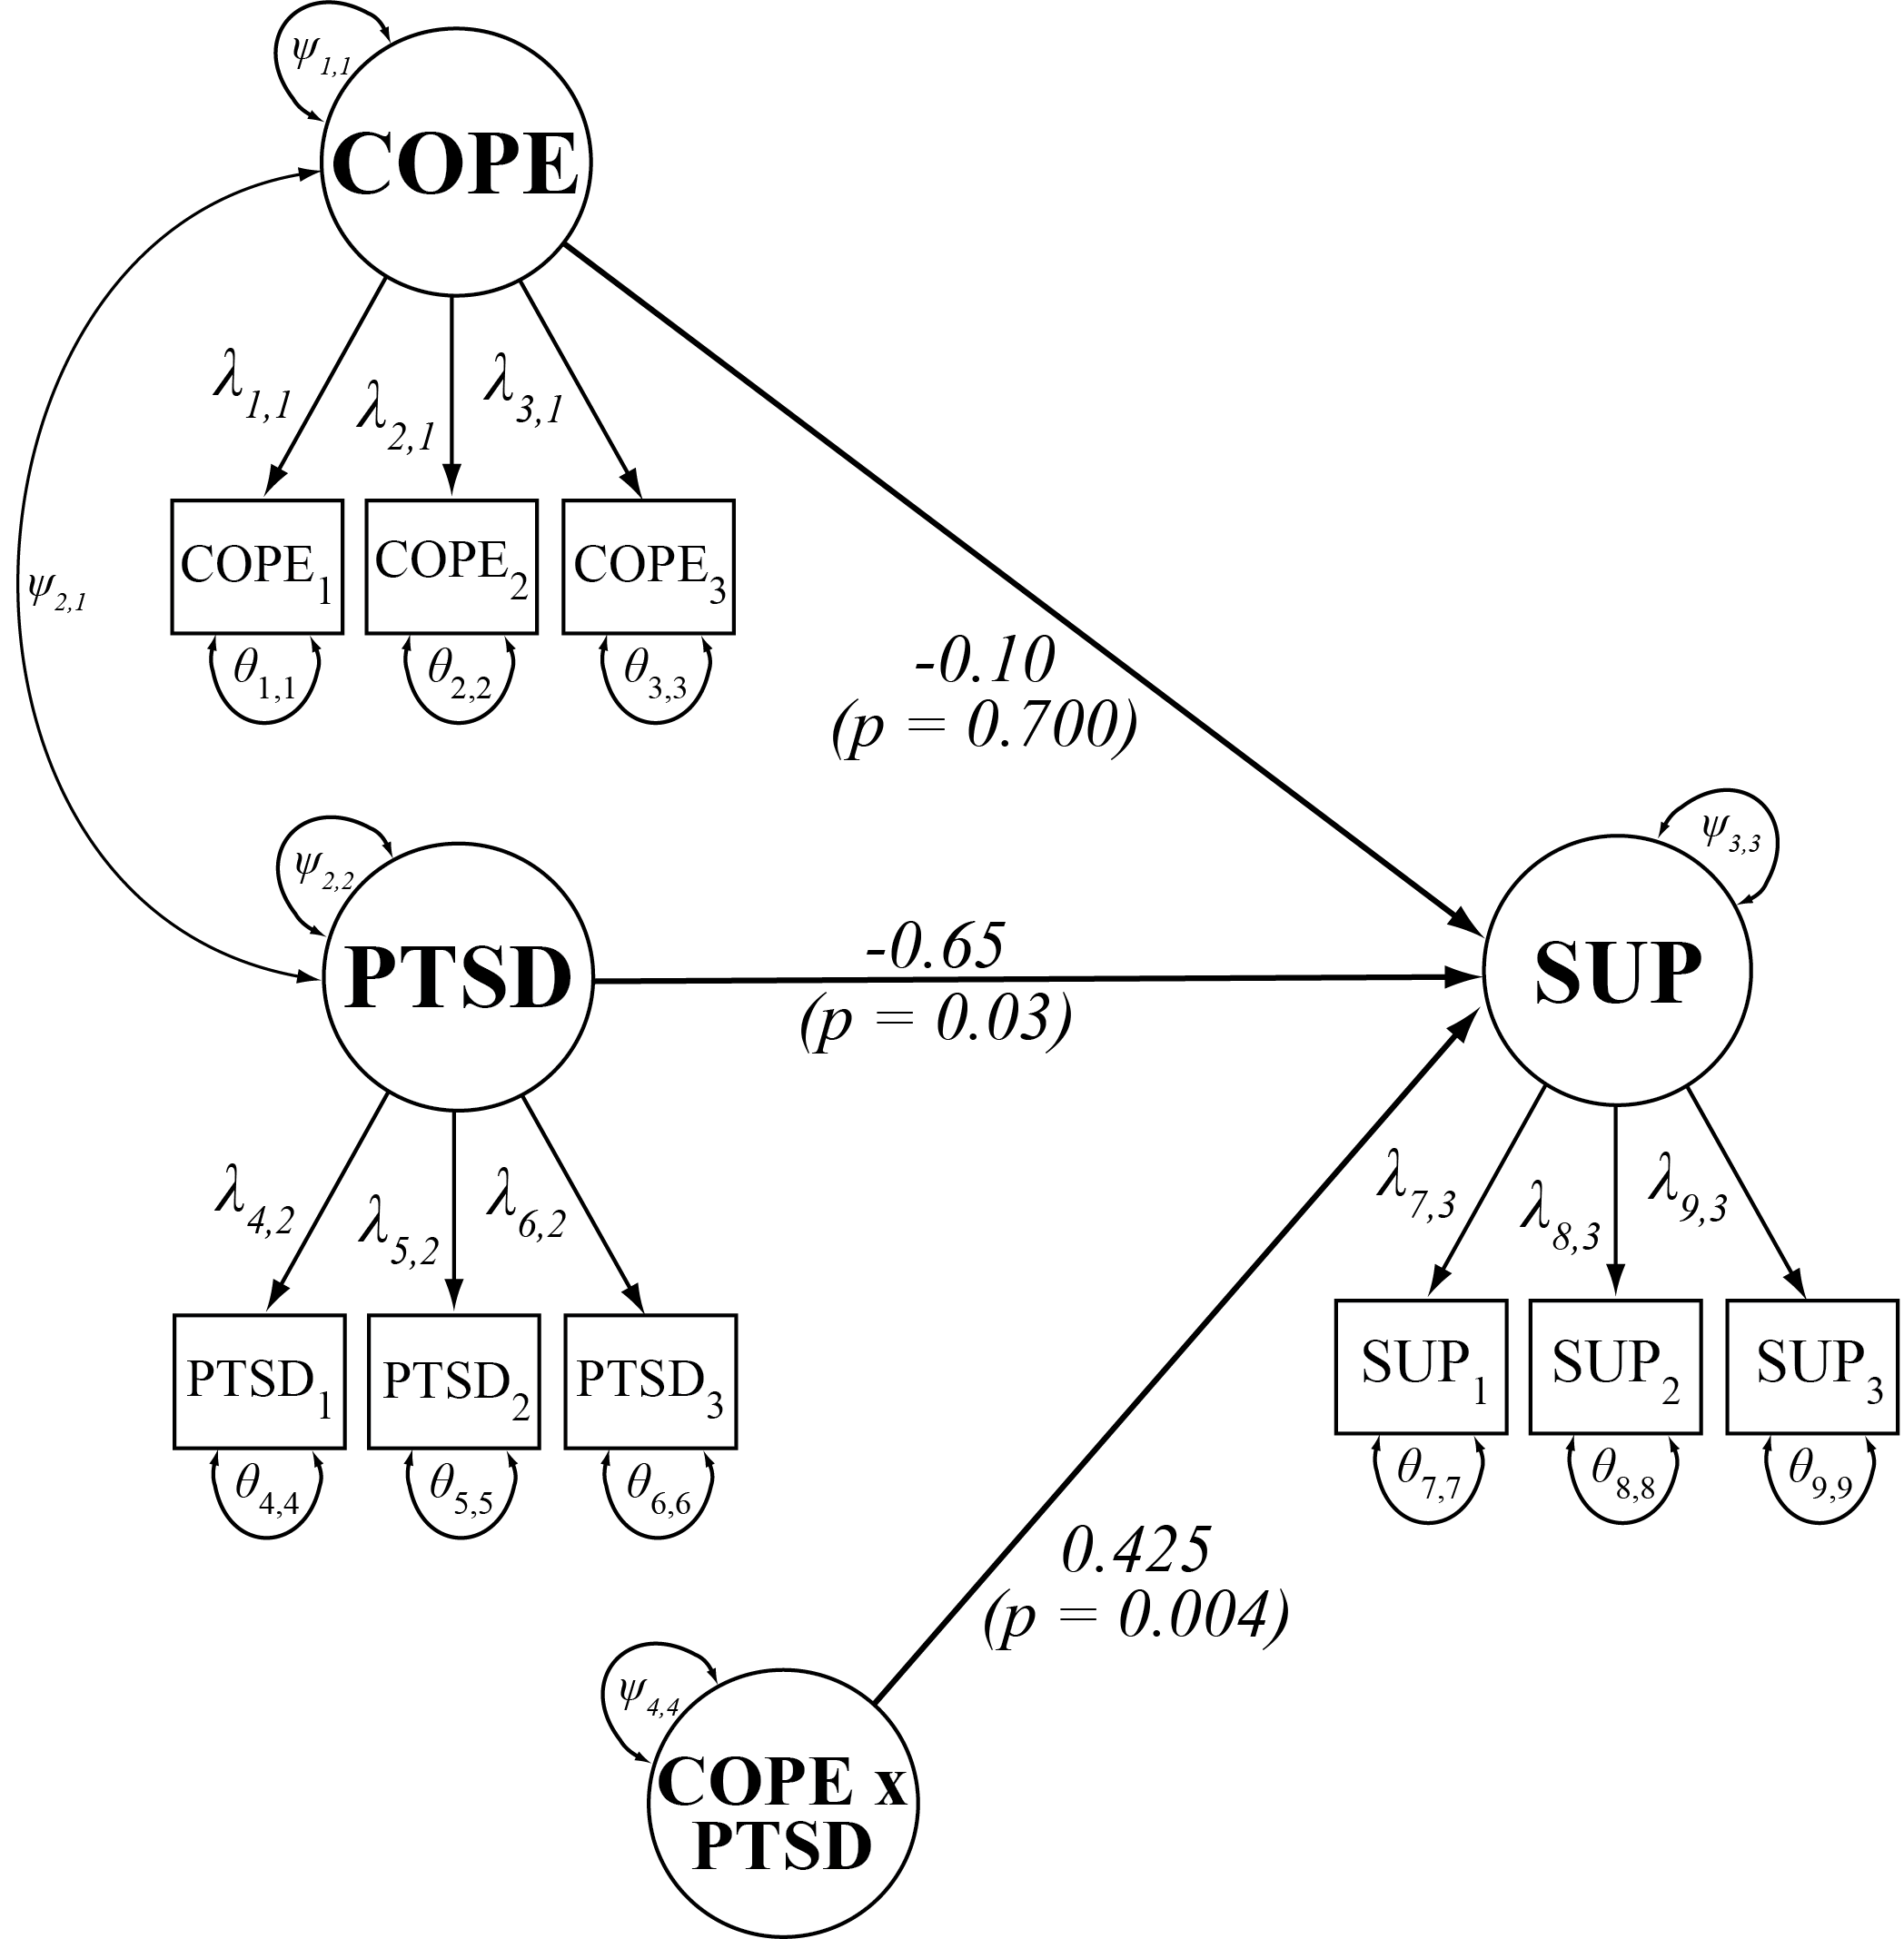 ψ1,1
COPE
λ1,1
λ2,1
λ3,1
COPE1
COPE2
COPE3
ψ2,1
θ1,1
θ2,2
θ3,3
-0.10
(p = 0.700)
ψ2,2
PTSD
-0.65
(p = 0.03)
ψ3,3
SUP
λ4,2
λ5,2
λ6,2
λ7,3
λ8,3
λ9,3
PTSD1
PTSD2
PTSD3
SUP1
SUP2
SUP3
θ4,4
θ5,5
θ6,6
θ7,7
θ8,8
θ9,9
0.425
(p = 0.004)
ψ4,4
COPE x
PTSD